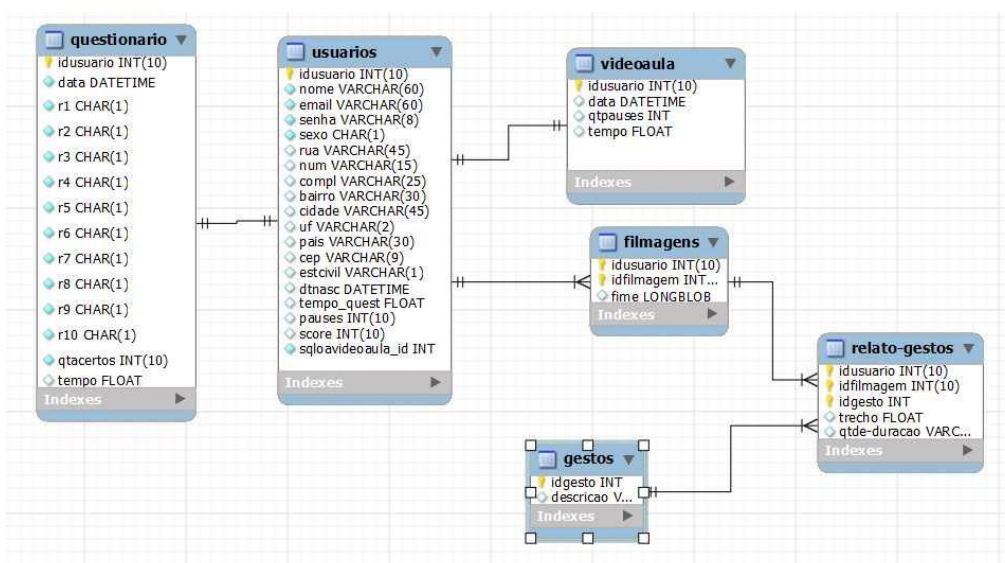 questionario
idusuario INT(10)
data DATETIME
r1 CHAR(1)
r2 CHAR(1)
r3 CHAR(1)
r4 CHAR(1)
r5 CHAR(1)
r6 CHAR(1)
r7 CHAR(1)
r8 CHAR(1)
r9 CHAR(1)
r10 CHAR(1)
qtacertos INT(10)
tempo FLOAT
Indexes
usuarios
idusuario INT(10)
nome VARCHAR(60)
email VARCHAR(60)
senha VARCHAR(8)
sexo CHAR(1)
rua VARCHAR(45)
num VARCHAR(15)
compl VARCHAR(25)
bairro VARCHAR(30)
cidade VARCHAR(45)
uf VARCHAR(2)
pais VARCHAR(30)
cep VARCHAR(9)
estcivil VARCHAR(1)
dtnasc DATETIME
tempo_quest FLOAT
pauses INT(10)
score INT(10)
sqloavideoaula_id INT
Indexes
videoaula
idusuario INT(10)
data DATETIME
qtpauses INT
tempo FLOAT
Indexes
filmagens
idusuario INT(10)
idfilmagem INT...
fime LONGBLOB
Indexes
relato-gestos
idusuario INT(10)
idfilmagem INT(10)
idgesto INT
trecho FLOAT
qtde-duracao VARC...
Indexes
gestos
idgesto INT
descricao V...
Indexes